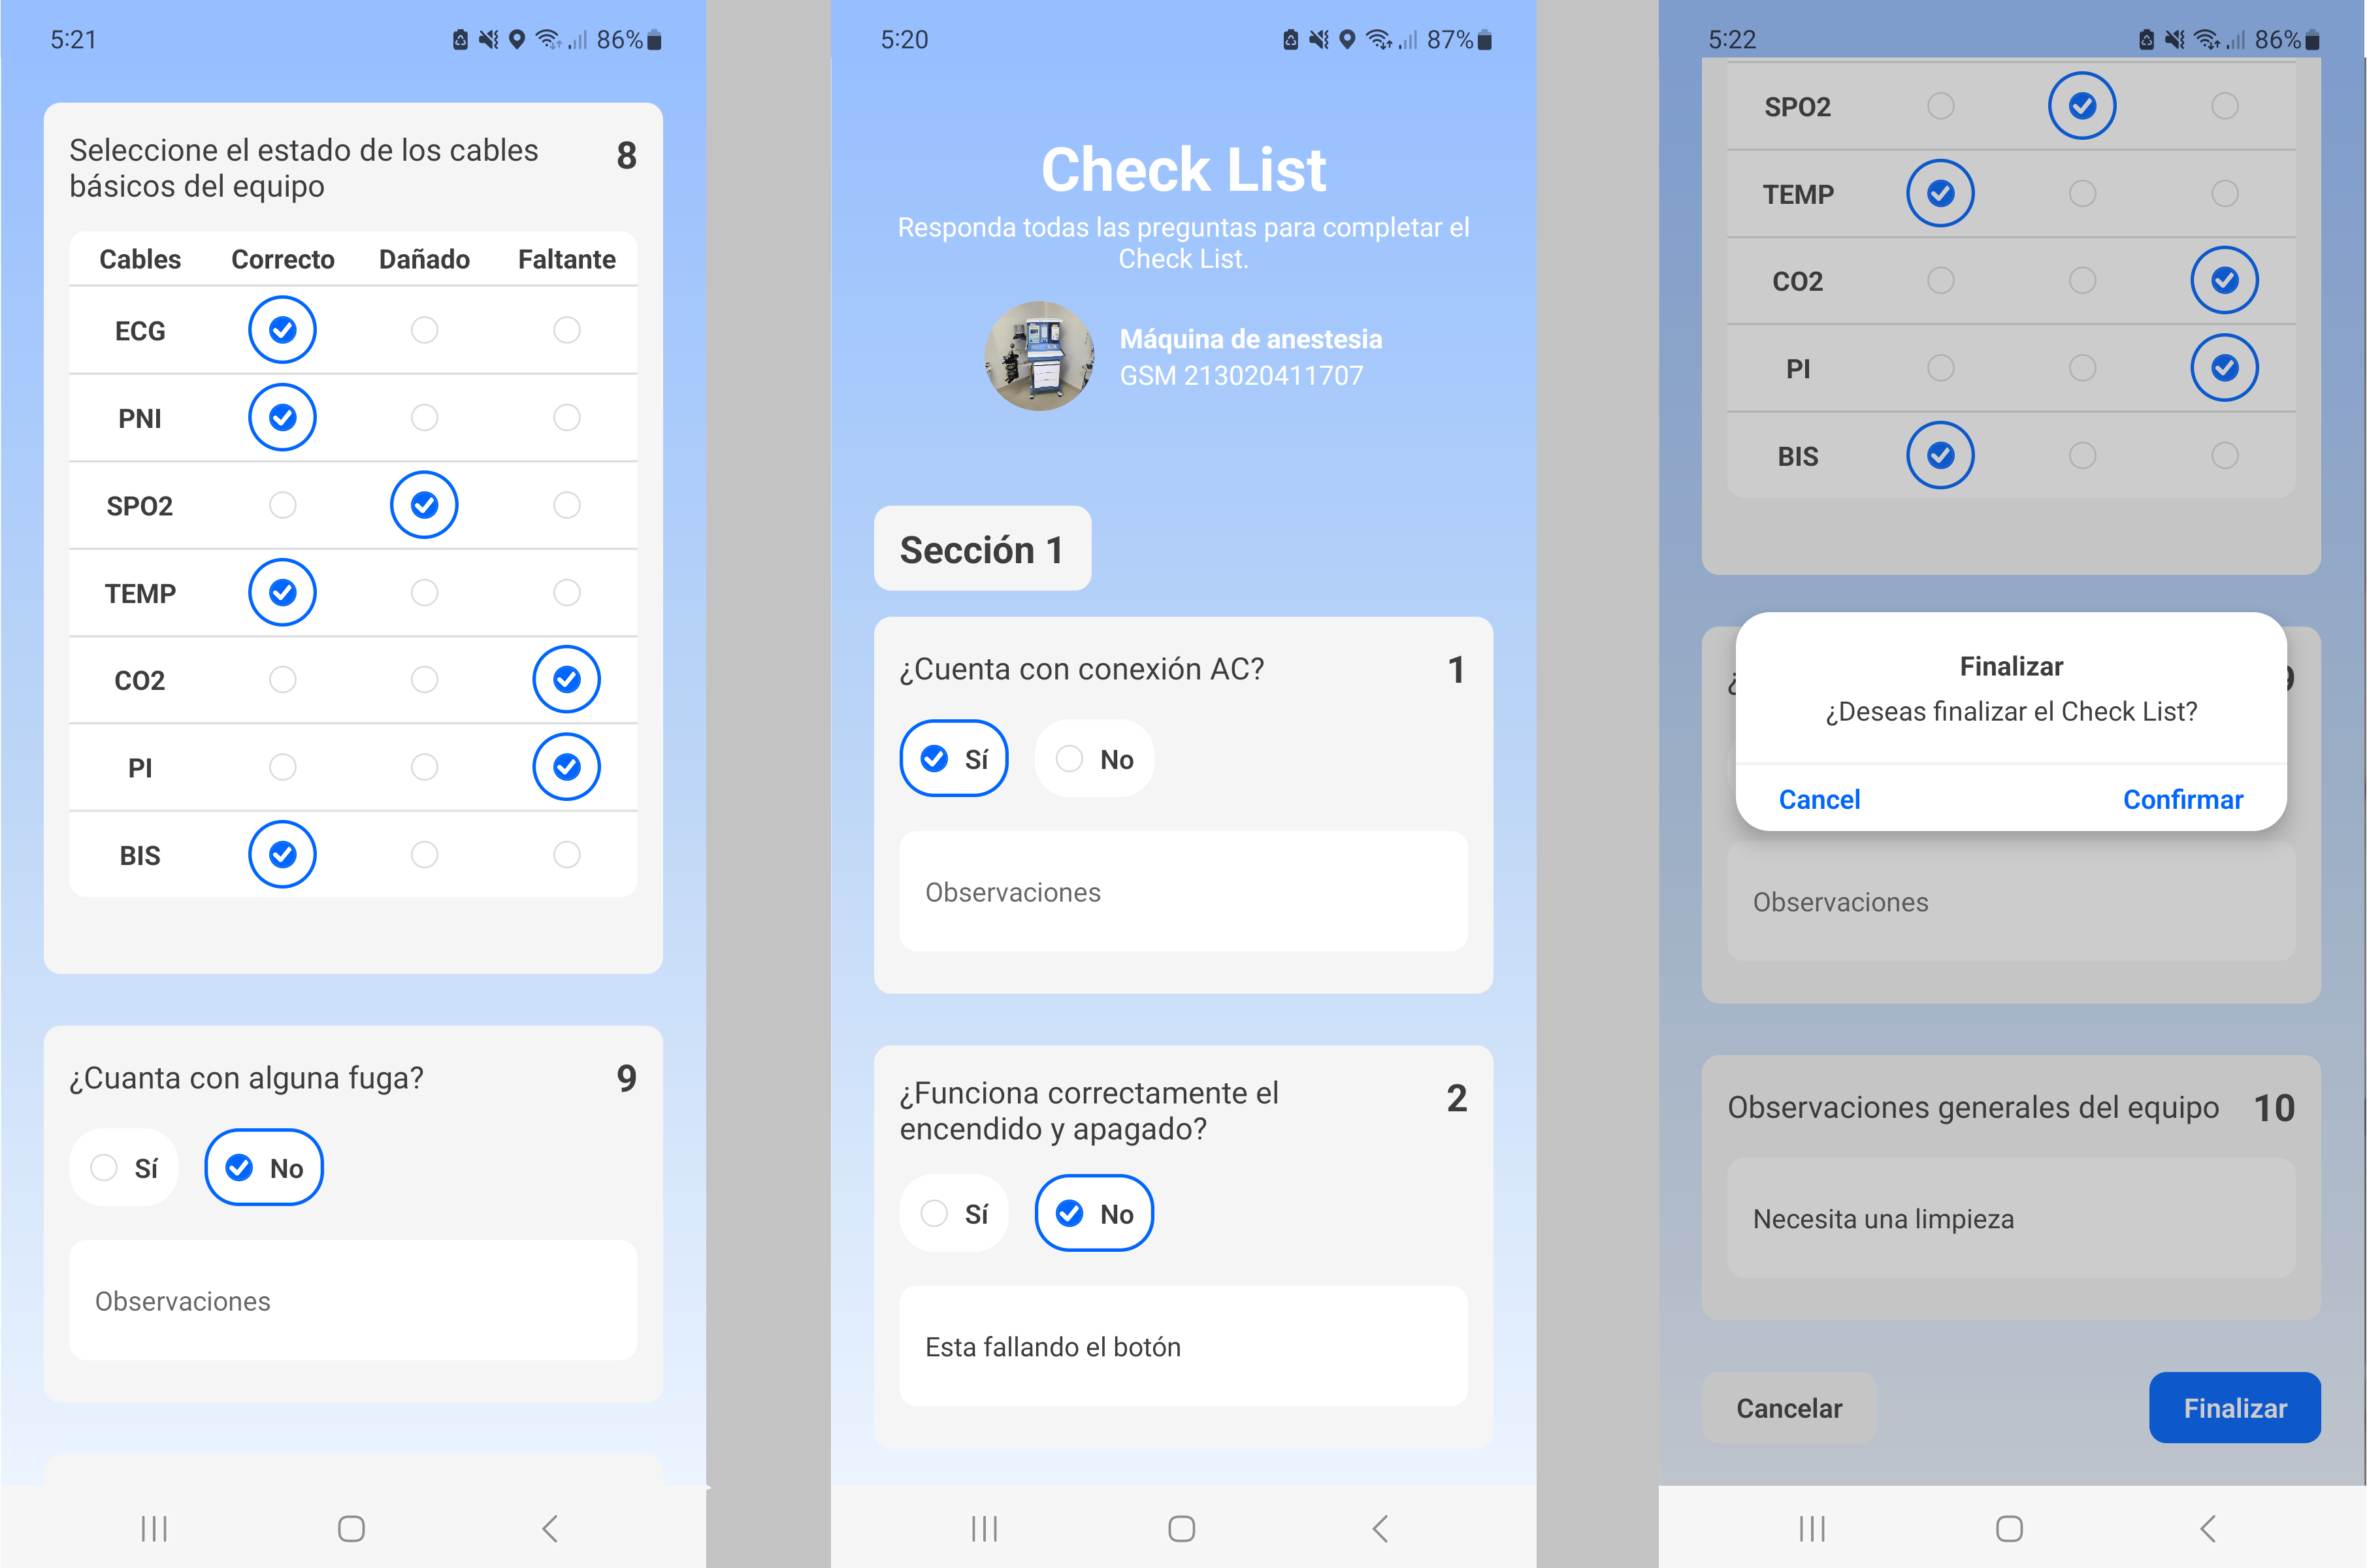 5:21
86%
Seleccione el estado de los cables
básicos del equipo
8
Cables Correcto Dañado Faltante
ECG
PNI
SPO2
TEMP
CO2
PI
BIS
¿Cuanta con alguna fuga?
9
Sí No
Observaciones
5:20
87%
Check List
Responda todas las preguntas para completar el
Check List.
Máquina de anestesia
GSM 213020411707
Sección 1
¿Cuenta con conexión AC?
1
Sí No
Observaciones
¿Funciona correctamente el
encendido y apagado?
2
Sí No
Esta fallando el botón
5:22
86%
SPO2
TEMP
CO2
PI
BIS
¿
9
Finalizar
¿Deseas finalizar el Check List?
Cancel Confirmar
Observaciones
Observaciones generales del equipo
10
Necesita una limpieza
Cancelar Finalizar